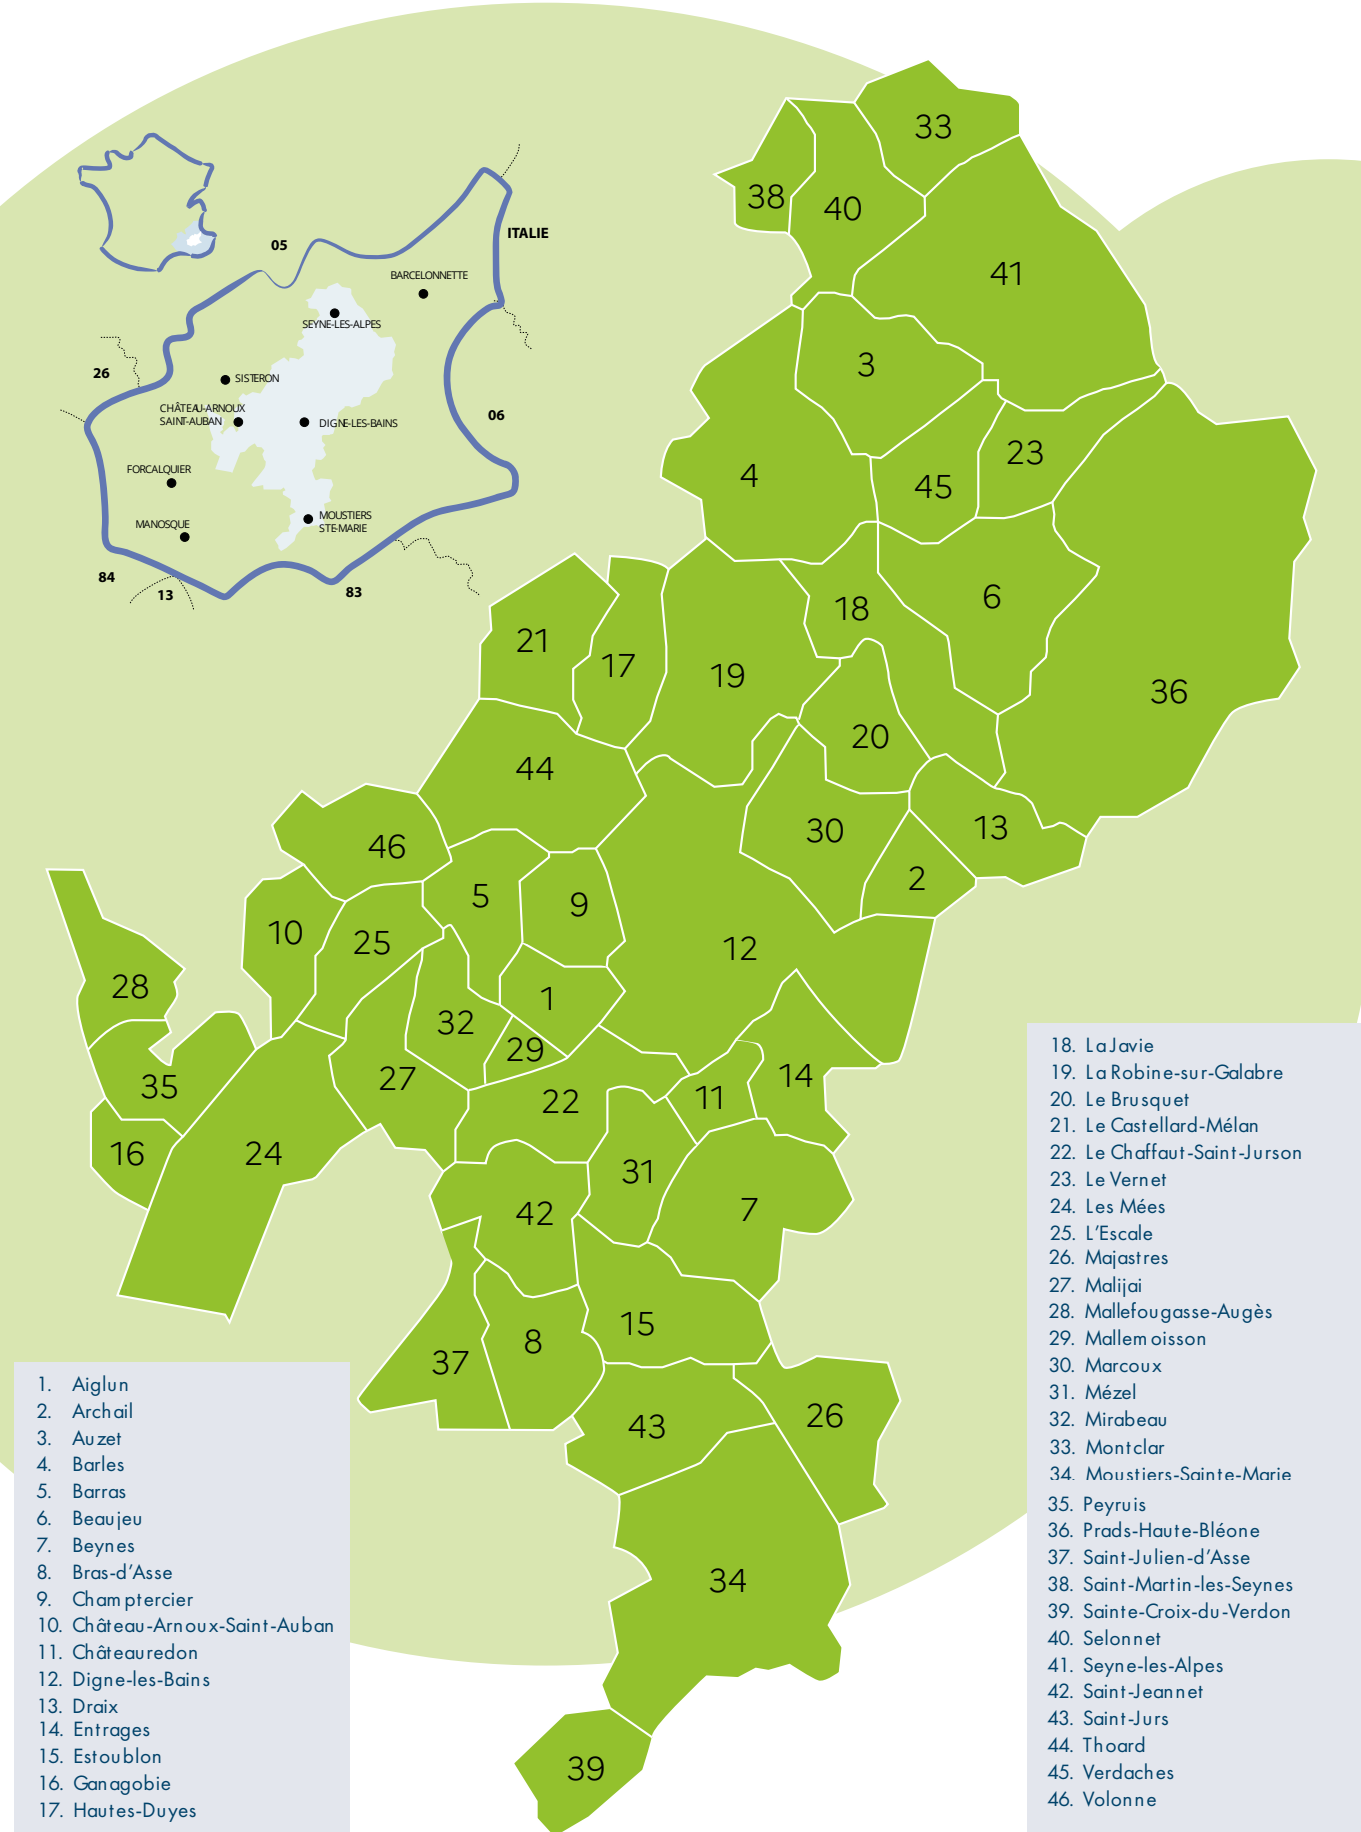 33
38
40
41
05
ITALIE
BARCELONNETTE
SEYNE-LES-ALPES
26
SISTERON
CHÂTEAU-ARNOUX
SAINT-AUBAN
DIGNE-LES-BAINS
06
FORCALQUIER
MANOSQUE
MOUSTIERS
STE-MARIE
84
13
83
3
4
45
23
6
18
21
17
19
36
20
44
30
13
46
2
5
9
10
25
12
28
1
32
29
27
35
22
11
14
16
24
31
42
7
15
8
37
43
26
34
39
1. Aiglun
2. Archail
3. Auzet
4. Barles
5. Barras
6. Beaujeu
7. Beynes
8. Bras-d'Asse
9. Champtercier
10. Château-Arnoux-Saint-Auban
11. Châteauredon
12. Digne-les-Bains
13. Draix
14. Entrages
15. Estoublon
16. Ganagobie
17. Hautes-Duyes
18. La Javie
19. La Robine-sur-Galabre
20. Le Brusquet
21. Le Castellard-Mélan
22. Le Chaffaut-Saint-Jurson
23. Le Vernet
24. Les Mées
25. L'Escale
26. Majastres
27. Malijai
28. Mallefougasse-Augès
29. Mallemoisson
30. Marcoux
31. Mézel
32. Mirabeau
33. Montclar
34. Moustiers-Sainte-Marie
35. Peyruis
36. Prads-Haute-Bléone
37. Saint-Julien-d'Asse
38. Saint-Martin-les-Seynes
39. Sainte-Croix-du-Verdon
40. Selonnet
41. Seyne-les-Alpes
42. Saint-Jeannet
43. Saint-Jurs
44. Thoard
45. Verdaches
46. Volonne